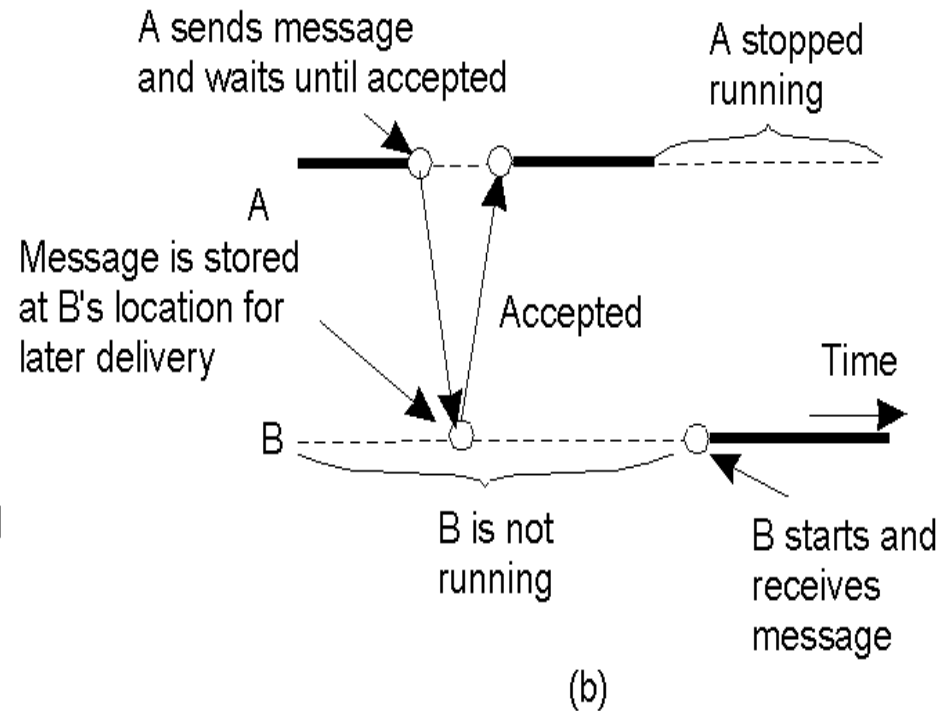 A sends message
and waits until accepted
A stopped
running
A
Message is stored
at B's location for
later delivery
Accepted
Time
B
B is not
running
B starts and
receives
message
(b)